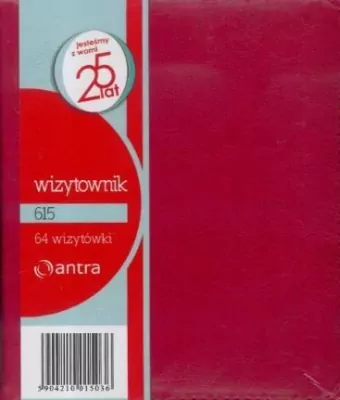 jesteśmy
z wami
25
lat
wizytownik
615
64 wizytówki
antra
5904210015036